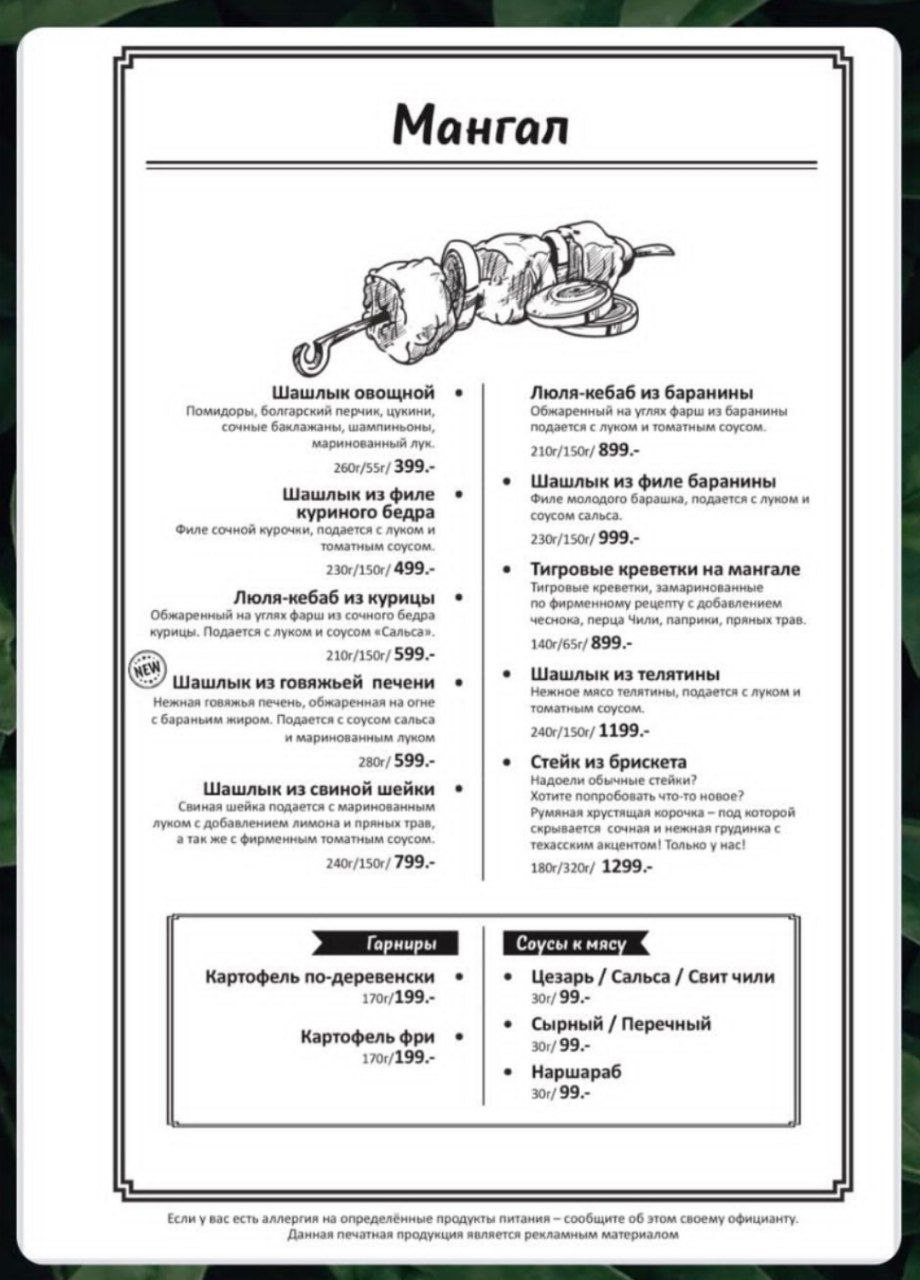 Мангал
Шашлык овощной
Помидоры, болгарский перчик, цукини,
сочные баклажаны, шампиньоны,
маринованный лук.
260г/55г/ 399.-
Шашлык из филе
куриного бедра
Филе сочной курочки, подается с луком и
томатным соусом.
230г/150г/ 499.-
Люля-кебаб из курицы
Обжаренный на углях фарш из сочного бедра
курицы. Подается с луком и соусом «Сальса».
210г/150г/ 599.-
NEW
Шашлык из говяжьей печени
Нежная говяжья печень, обжаренная на огне
с бараньим жиром. Подается с соусом сальса
и маринованным луком
280г/ 599.-
Шашлык из свиной шейки
Свиная шейка подается с маринованным
луком с добавлением лимона и пряных трав,
а так же с фирменным томатным соусом.
240г/150г/ 799.-
Люля-кебаб из баранины
Обжаренный на углях фарш из баранины
подается с луком и томатным соусом.
210г/150г/ 899.-
Шашлык из филе баранины
Филе молодого барашка, подается с луком и
соусом сальса.
230г/150г/ 999.-
Тигровые креветки на мангале
Тигровые креветки, замаринованные
по фирменному рецепту с добавлением
чеснока, перца Чили, паприки, пряных трав.
140г/65г/ 899.-
Шашлык из телятины
Нежное мясо телятины, подается с луком и
томатным соусом.
240г/150г/ 1199.-
Стейк из брискета
Надоели обычные стейки?
Хотите попробовать что-то новое?
Румяная хрустящая корочка – под которой
скрывается сочная и нежная грудинка с
техасским акцентом! Только у нас!
180г/320г/ 1299.-
Гарниры
Картофель по-деревенски
170г/199.-
Картофель фри
170г/199.-
Соусы к мясу
Цезарь / Сальса / Свит чили
30г/ 99.-
Сырный / Перечный
30г/ 99.-
Наршараб
30г/ 99.-
Если у вас есть аллергия на определённые продукты питания – сообщите об этом своему официанту.
Данная печатная продукция является рекламным материалом